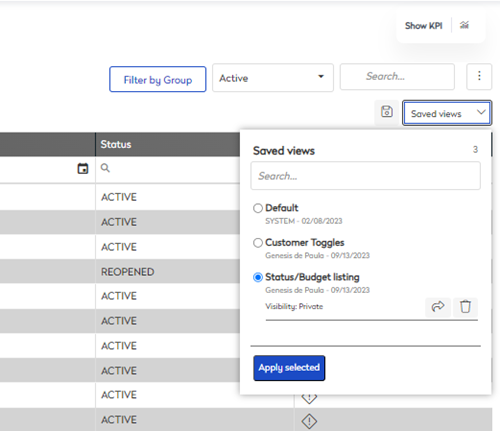 Show KPI
Filter by Group
Active
Search...
Saved views
Status
Saved views
3
Search...
ACTIVE
Default
SYSTEM - 02/08/2023
ACTIVE
ACTIVE
Customer Toggles
Genesis de Paula - 09/13/2023
REOPENED
Status/Budget listing
Genesis de Paula - 09/13/2023
ACTIVE
Visibility: Private
ACTIVE
ACTIVE
ACTIVE
Apply selected
ACTIVE
ACTIVE